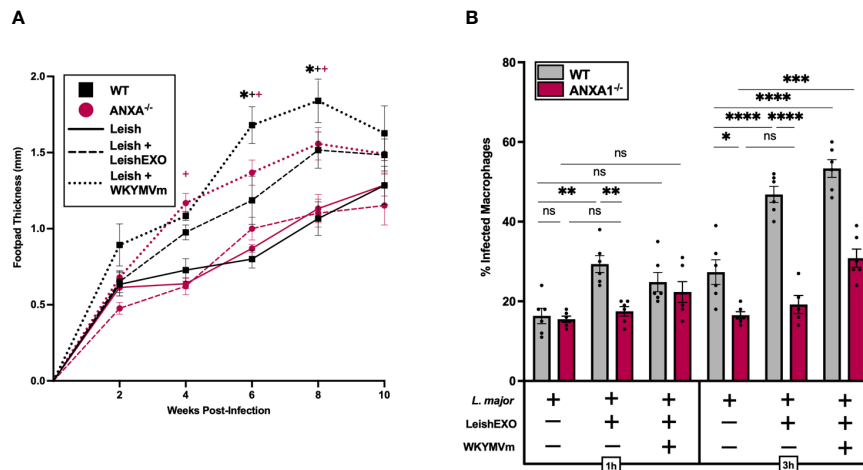 A
2.0
1.5
1.0
0.5
0.0
Footpad Thickness (mm)
WT
ANXA-/-
Leish
Leish +
LeishEXO
Leish +
WKYMVm
+
*++
*++
2 4 6 8 10
Weeks Post-Infection
B
80
60
40
20
0
% Infected Macrophages
WT
ANXA1-/-
ns
ns
** **
ns ns
***
****
**** ****
* ns
L. major + + + + + +
LeishEXO — + + — + +
WKYMVm — — + — — +
1h 3h